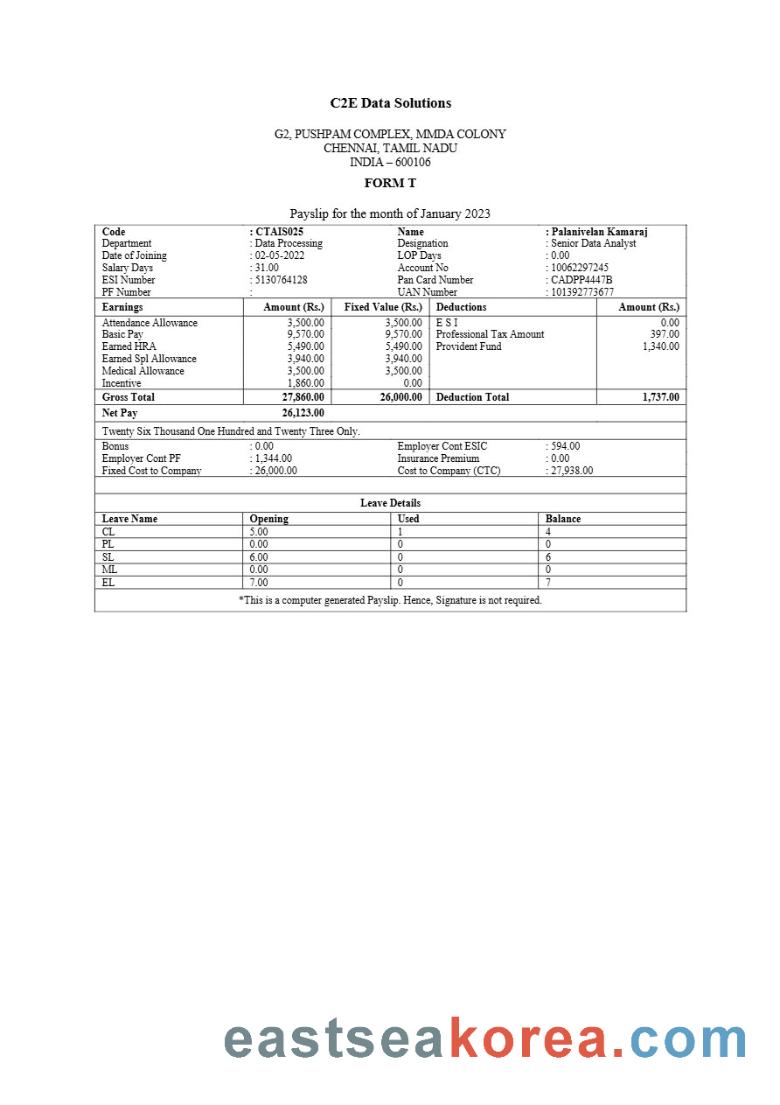 C2E Data Solutions
G2, PUSHPAM COMPLEX, MMDA COLONY
CHENNAI, TAMIL NADU
INDIA – 600106
FORM T
Payslip for the month of January 2023
Code : CTAIS025 Name : Palanivelan Kamaraj
Department : Data Processing Designation : Senior Data Analyst
Date of Joining : 02-05-2022 LOP Days : 0.00
Salary Days : 31.00 Account No : 10062297245
ESI Number : 5130764128 Pan Card Number : CADPP4447B
PF Number : UAN Number : 101392773677
Earnings Amount (Rs.) Fixed Value (Rs.) Deductions Amount (Rs.)
Attendance Allowance 3,500.00 3,500.00 E S I 0.00
Basic Pay 9,570.00 9,570.00 Professional Tax Amount 397.00
Earned HRA 5,490.00 5,490.00 Provident Fund 1,340.00
Earned Spl Allowance 3,940.00 3,940.00
Medical Allowance 3,500.00 3,500.00
Incentive 1,860.00 0.00
Gross Total 27,860.00 26,000.00 Deduction Total 1,737.00
Net Pay 26,123.00
Twenty Six Thousand One Hundred and Twenty Three Only.
Bonus : 0.00 Employer Cont ESIC : 594.00
Employer Cont PF : 1,344.00 Insurance Premium : 0.00
Fixed Cost to Company : 26,000.00 Cost to Company (CTC) : 27,938.00
Leave Details
Leave Name Opening Used Balance
CL 5.00 1 4
PL 0.00 0 0
SL 6.00 0 6
ML 0.00 0 0
EL 7.00 0 7
*This is a computer generated Payslip. Hence, Signature is not required.
eastseakorea.com